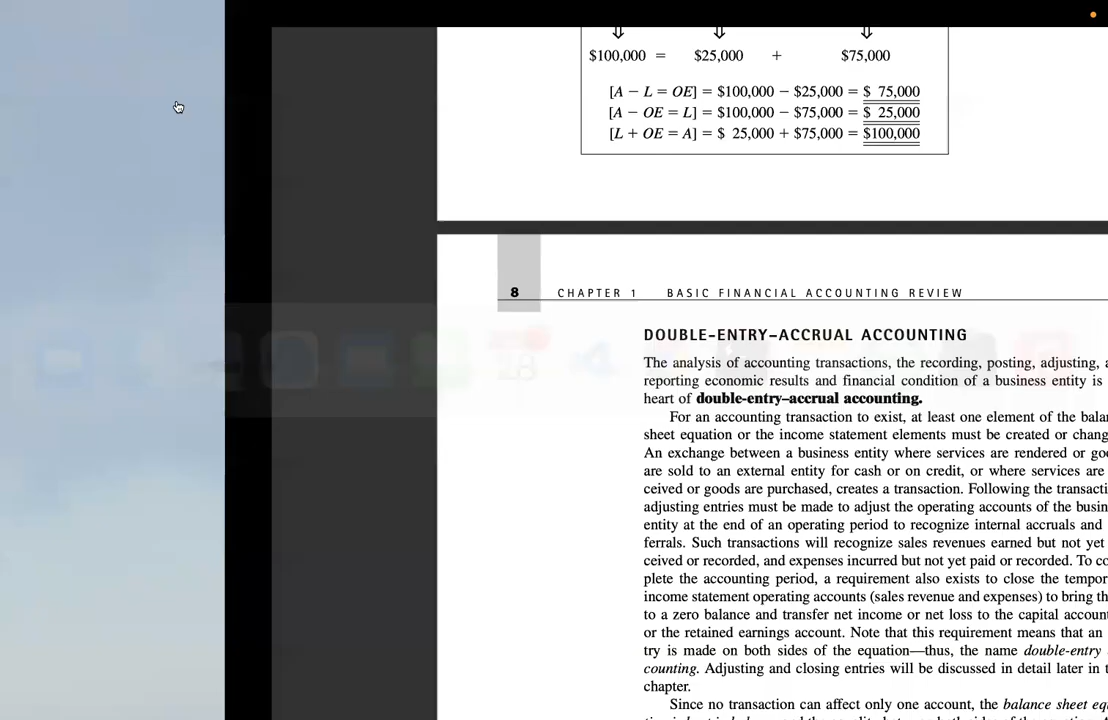 $100,000 = $25,000 + $75,000
[A − L = OE] = $100,000 − $25,000 = $ 75,000
[A − OE = L] = $100,000 − $75,000 = $ 25,000
[L + OE = A] = $ 25,000 + $75,000 = $100,000
8 CHAPTER 1 BASIC FINANCIAL ACCOUNTING REVIEW
DOUBLE-ENTRY–ACCRUAL ACCOUNTING
The analysis of accounting transactions, the recording, posting, adjusting, a
reporting economic results and financial condition of a business entity is
heart of double-entry–accrual accounting.
For an accounting transaction to exist, at least one element of the balan
sheet equation or the income statement elements must be created or chang
An exchange between a business entity where services are rendered or goo
are sold to an external entity for cash or on credit, or where services are
ceived or goods are purchased, creates a transaction. Following the transacti
adjusting entries must be made to adjust the operating accounts of the busin
entity at the end of an operating period to recognize internal accruals and
ferrals. Such transactions will recognize sales revenues earned but not yet
ceived or recorded, and expenses incurred but not yet paid or recorded. To co
plete the accounting period, a requirement also exists to close the tempor
income statement operating accounts (sales revenue and expenses) to bring th
to a zero balance and transfer net income or net loss to the capital account
or the retained earnings account. Note that this requirement means that an
try is made on both sides of the equation—thus, the name double-entry
counting. Adjusting and closing entries will be discussed in detail later in t
chapter.
Since no transaction can affect only one account, the balance sheet equ